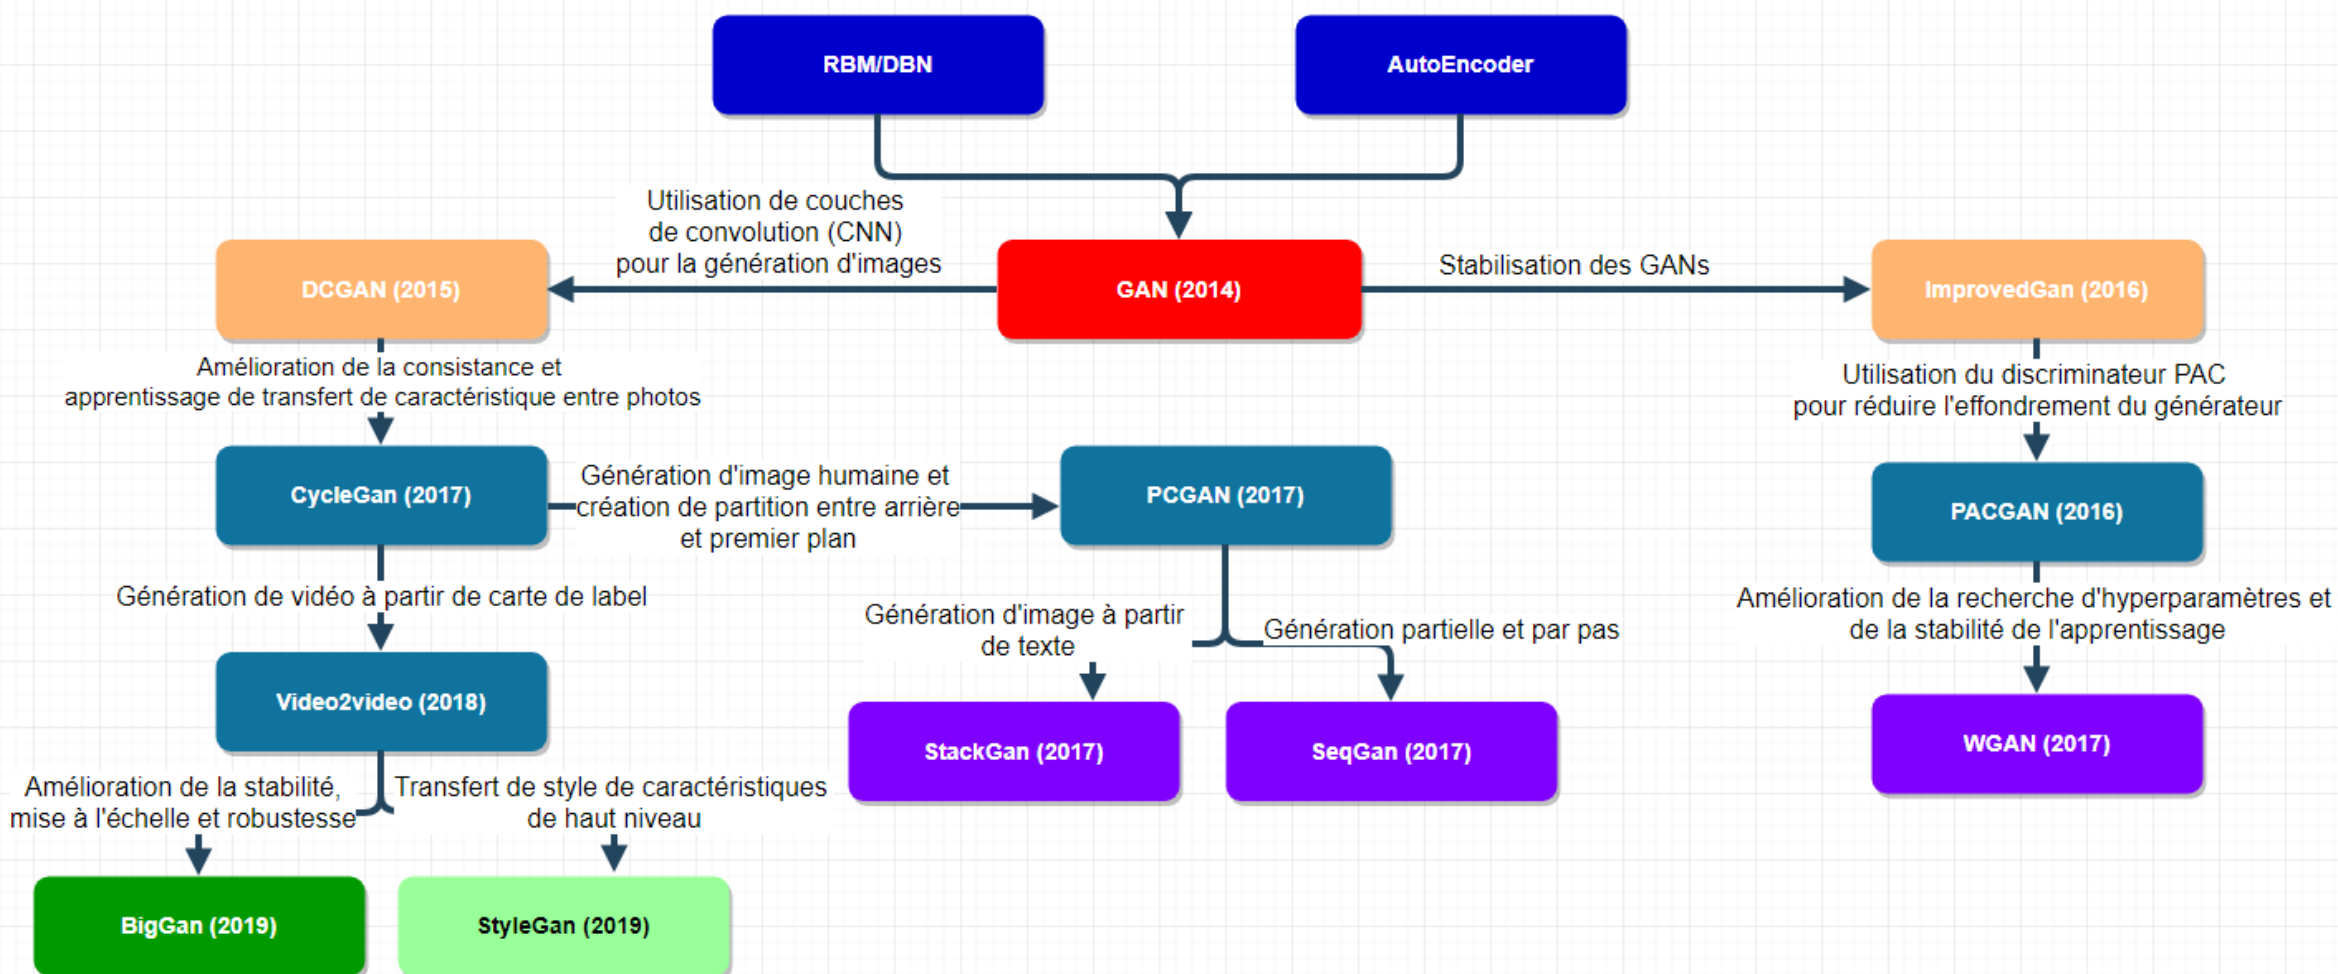 RBM/DBN
AutoEncoder
Utilisation de couches
de convolution (CNN)
pour la génération d'images
Stabilisation des GANs
DCGAN (2015)
GAN (2014)
ImprovedGan (2016)
Amélioration de la consistance et
apprentissage de transfert de caractéristique entre photos
Utilisation du discriminateur PAC
pour réduire l'effondrement du générateur
CycleGan (2017)
Génération d'image humaine et
création de partition entre arrière
et premier plan
PCGAN (2017)
PACGAN (2016)
Génération de vidéo à partir de carte de label
Génération d'image à partir
de texte
Génération partielle et par pas
Amélioration de la recherche d'hyperparamètres et
de la stabilité de l'apprentissage
Video2video (2018)
StackGan (2017)
SeqGan (2017)
WGAN (2017)
Amélioration de la stabilité,
mise à l'échelle et robustesse
Transfert de style de caractéristiques
de haut niveau
BigGan (2019)
StyleGan (2019)